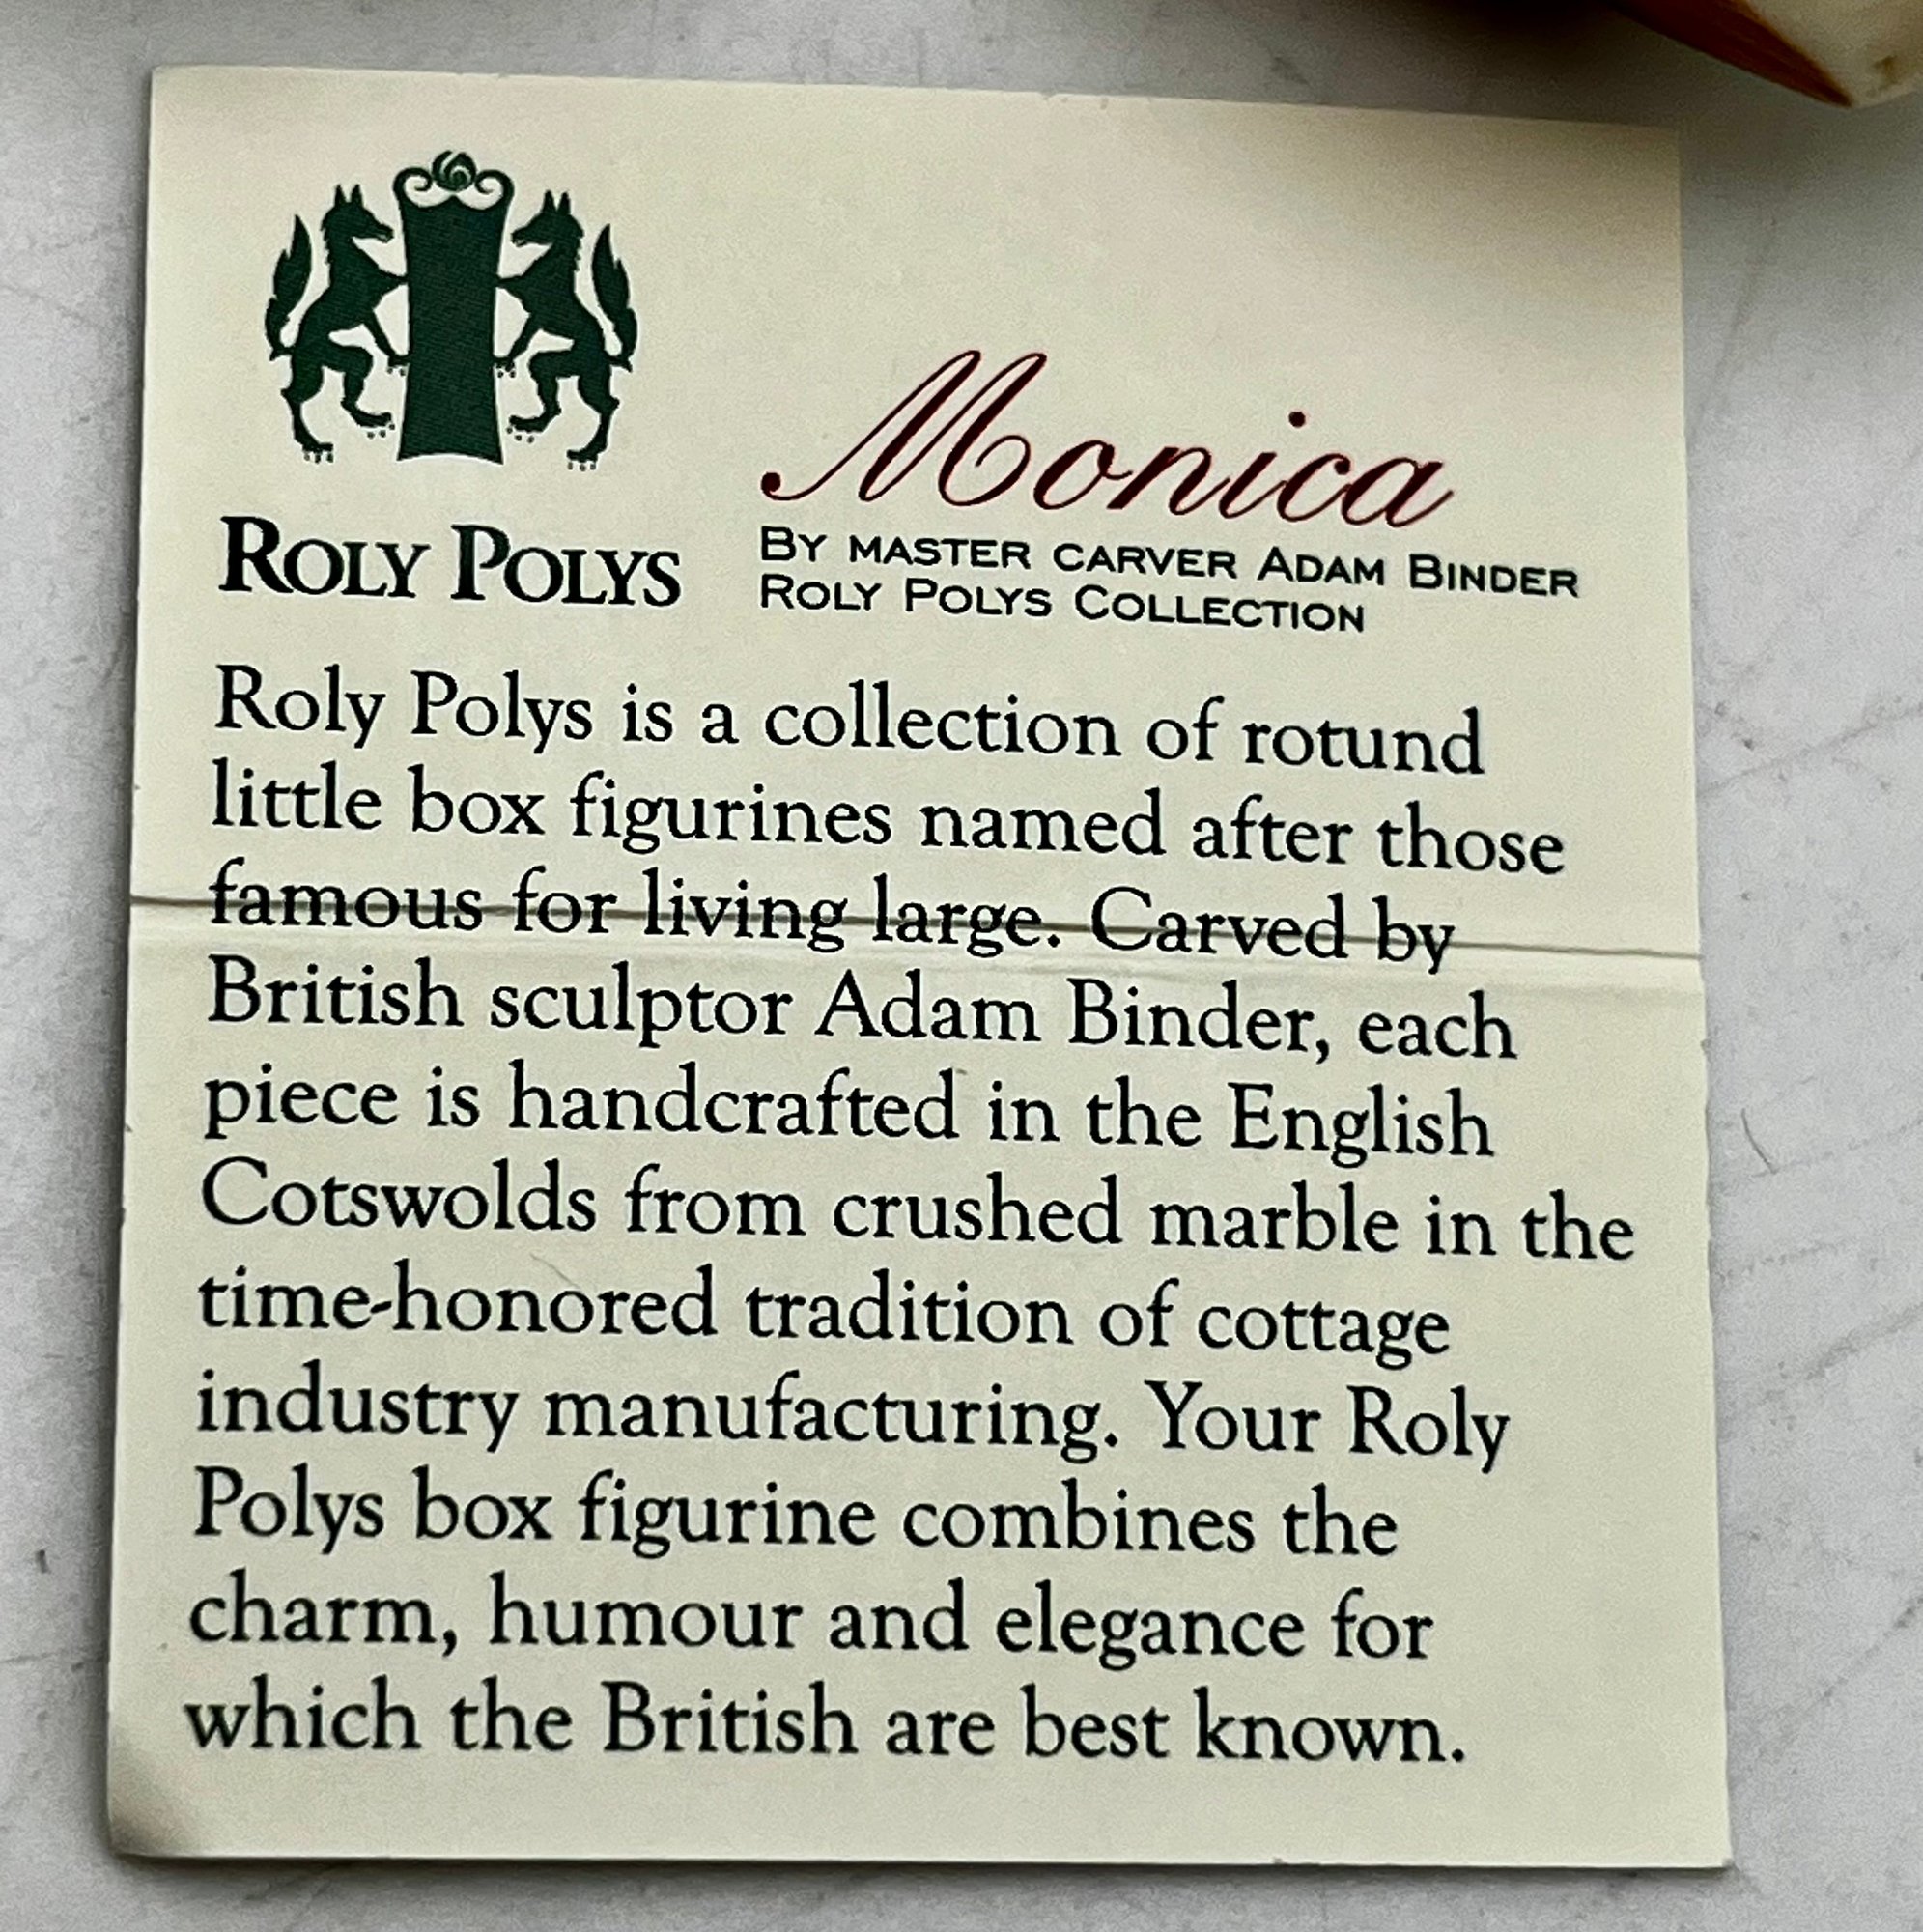 ROLY POLYS
Monica
BY MASTER CARVER ADAM BINDER
ROLY POLYS COLLECTION
Roly Polys is a collection of rotund
little box figurines named after those
famous for living large. Carved by
British sculptor Adam Binder, each
piece is handcrafted in the English
Cotswolds from crushed marble in the
time-honored tradition of cottage
industry manufacturing. Your Roly
Polys box figurine combines the
charm, humour and elegance for
which the British are best known.